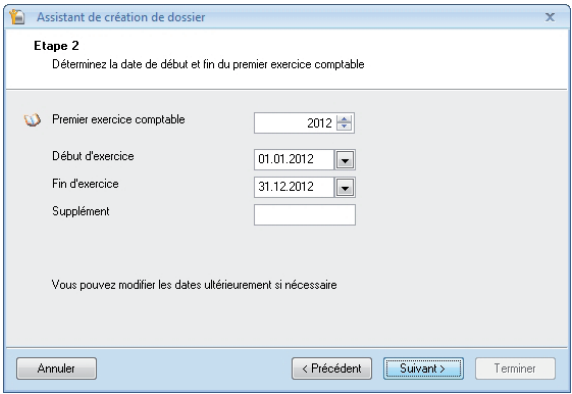 Assistant de création de dossier
Etape 2
Déterminez la date de début et fin du premier exercice comptable
Premier exercice comptable 2012
Début d'exercice 01.01.2012
Fin d'exercice 31.12.2012
Supplément
Vous pouvez modifier les dates ultérieurement si nécessaire
Annuler < Précédent Suivant > Terminer